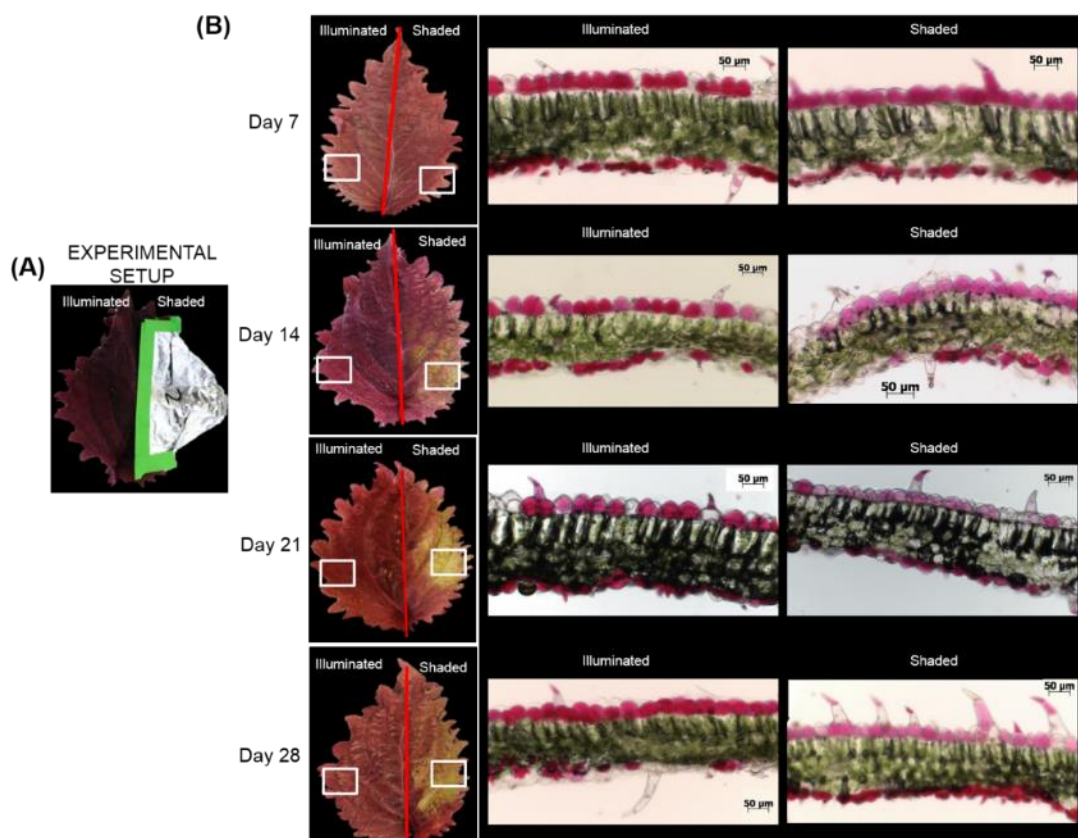 (B)
Illuminated Shaded
Illuminated
Shaded
50 µm
50 µm
Day 7
(A)
EXPERIMENTAL
SETUP
Illuminated Shaded
Illuminated Shaded
Illuminated
Shaded
50 µm
50 µm
Day 14
Illuminated Shaded
Illuminated
Shaded
50 µm
50 µm
Day 21
Illuminated Shaded
Illuminated
Shaded
50 µm
50 µm
Day 28